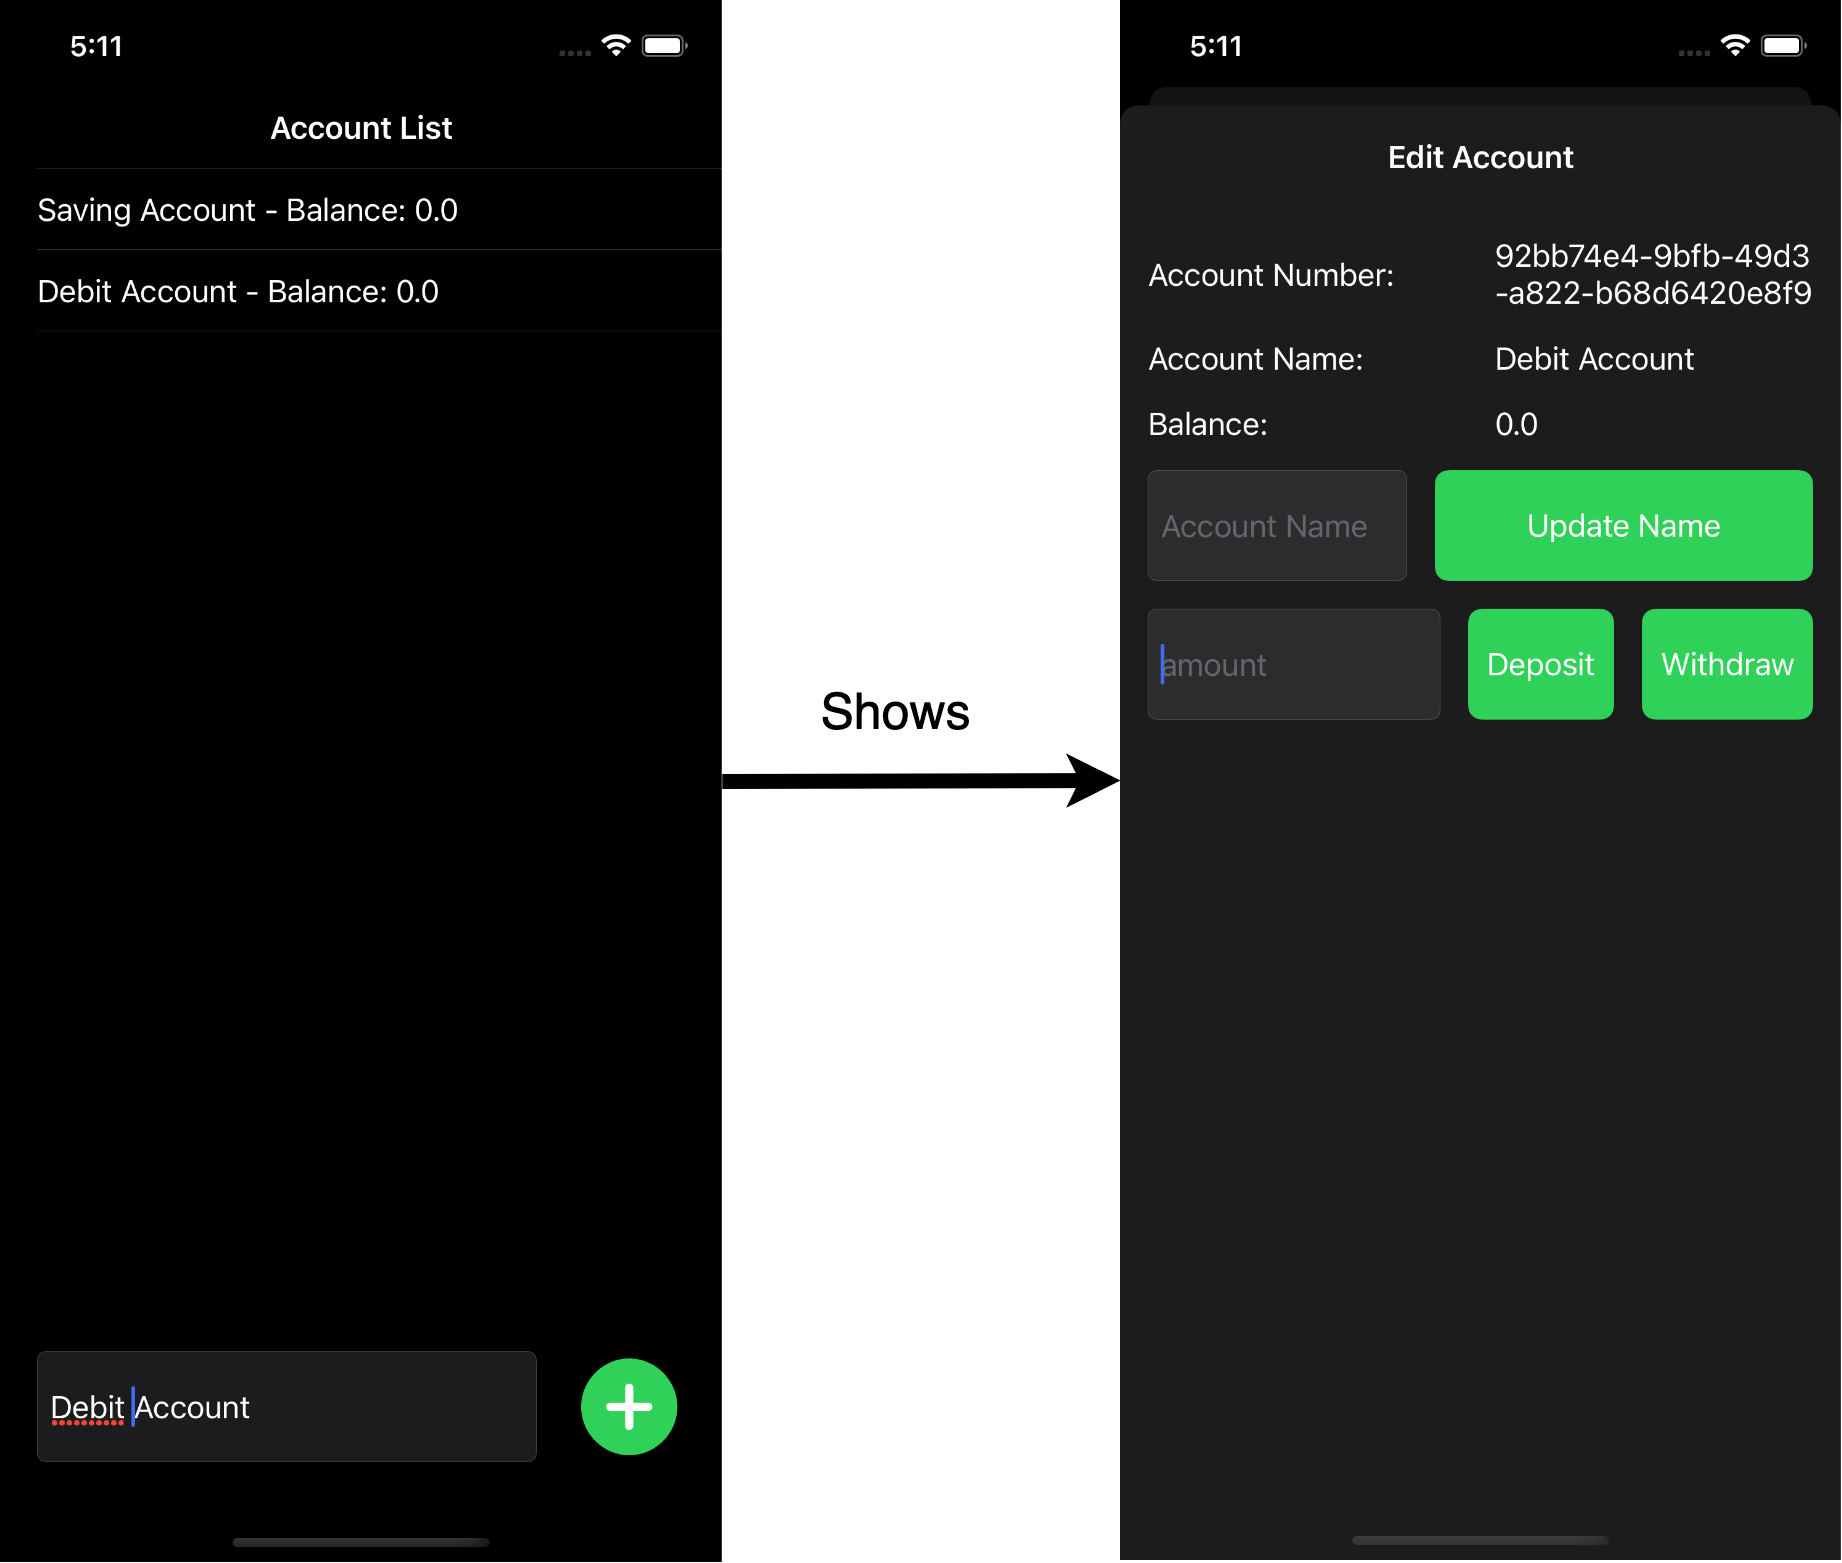 5:11
Account List
Saving Account - Balance: 0.0
Debit Account - Balance: 0.0
Debit Account
Shows
5:11
Edit Account
Account Number:
92bb74e4-9bfb-49d3
-a822-b68d6420e8f9
Account Name:
Debit Account
Balance:
0.0
Account Name
Update Name
amount
Deposit
Withdraw